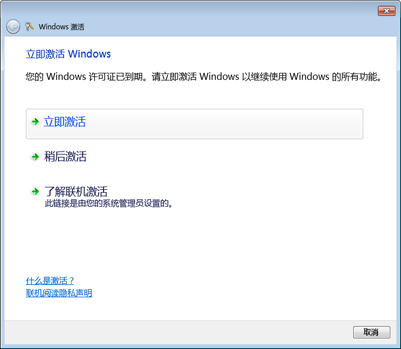 Windows 激活
立即激活 Windows
您的 Windows 许可证已到期。请立即激活 Windows 以继续使用 Windows 的所有功能。
立即激活
稍后激活
了解联机激活
此链接是由您的系统管理员设置的。
什么是激活？
联机阅读隐私声明
取消